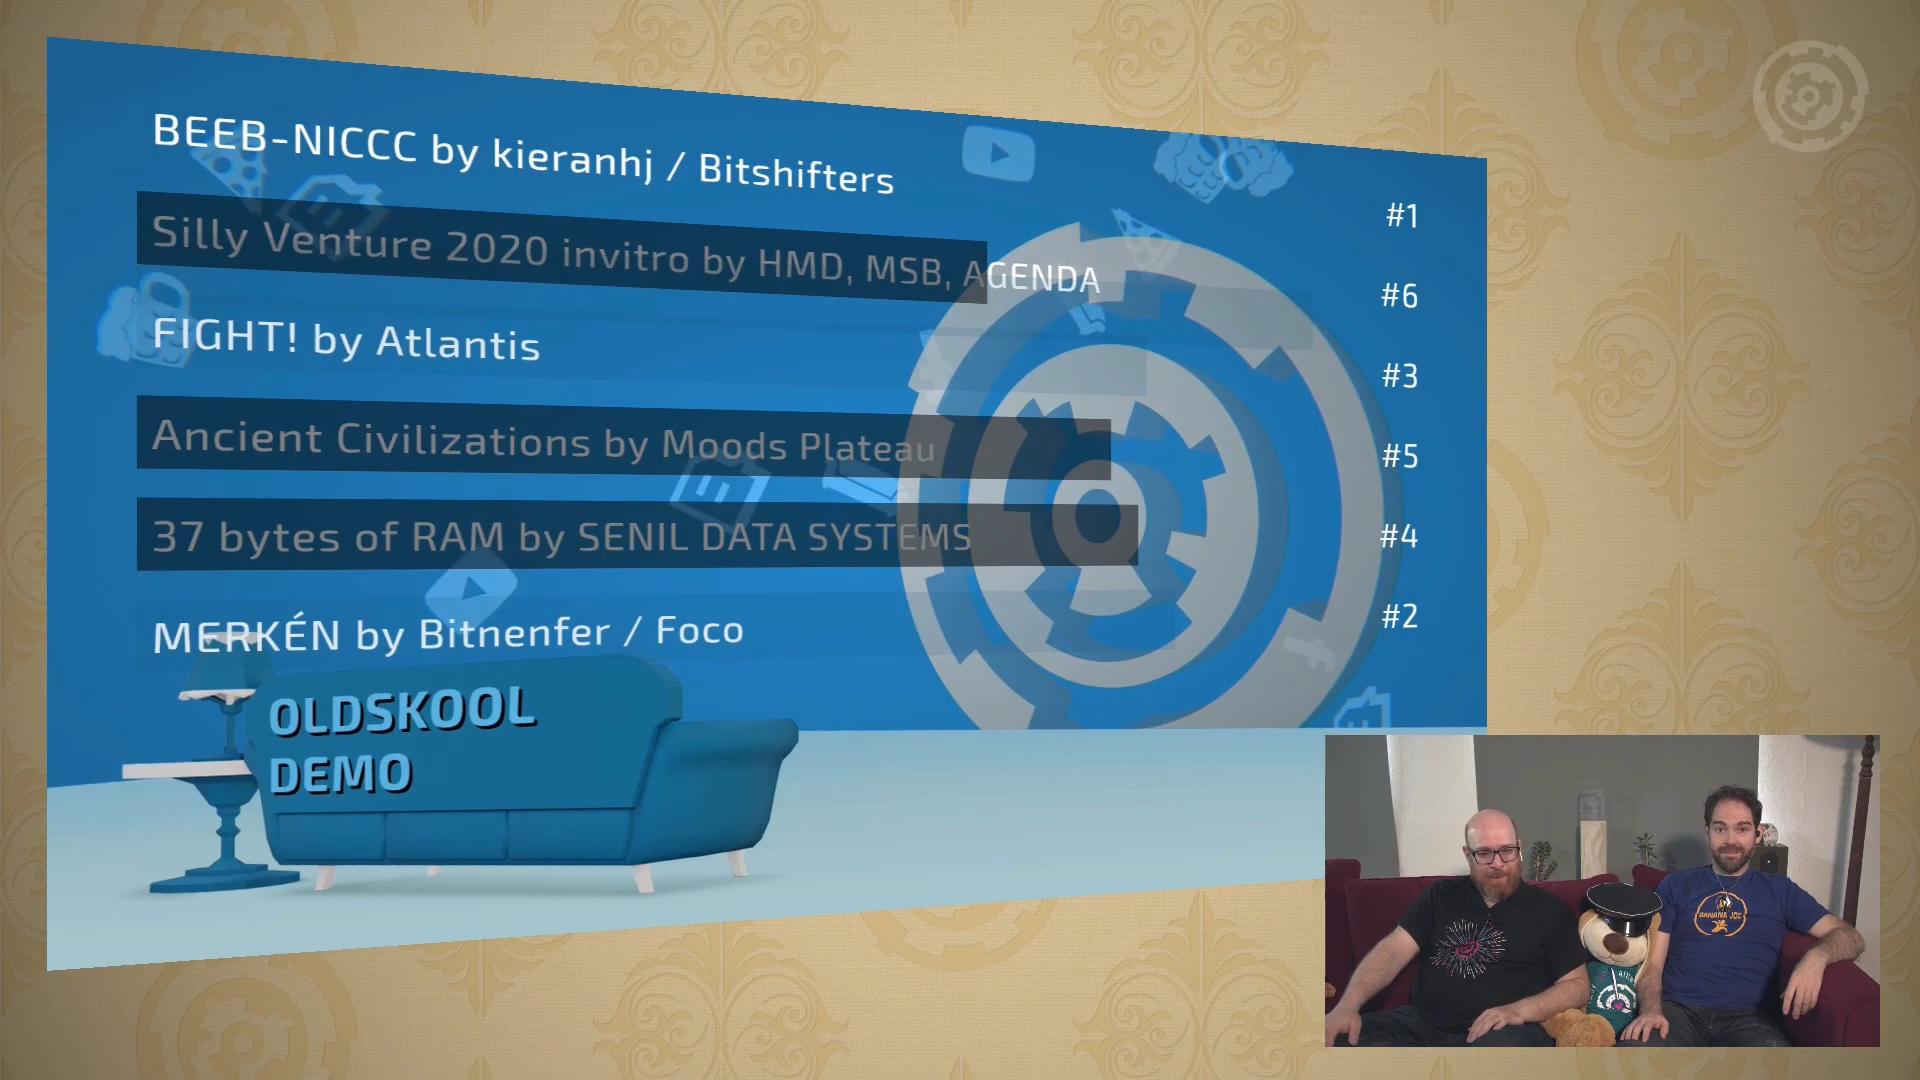 BEEB-NICCC by kieranhj / Bitshifters
#1
Silly Venture 2020 invitro by HMD, MSB, AGENDA
#6
FIGHT! by Atlantis
#3
Ancient Civilizations by Moods Plateau
#5
37 bytes of RAM by SENIL DATA SYSTEMS
#4
MERKÉN by Bitnenfer / Foco
#2
OLDSKOOL
DEMO
BANANA JOE